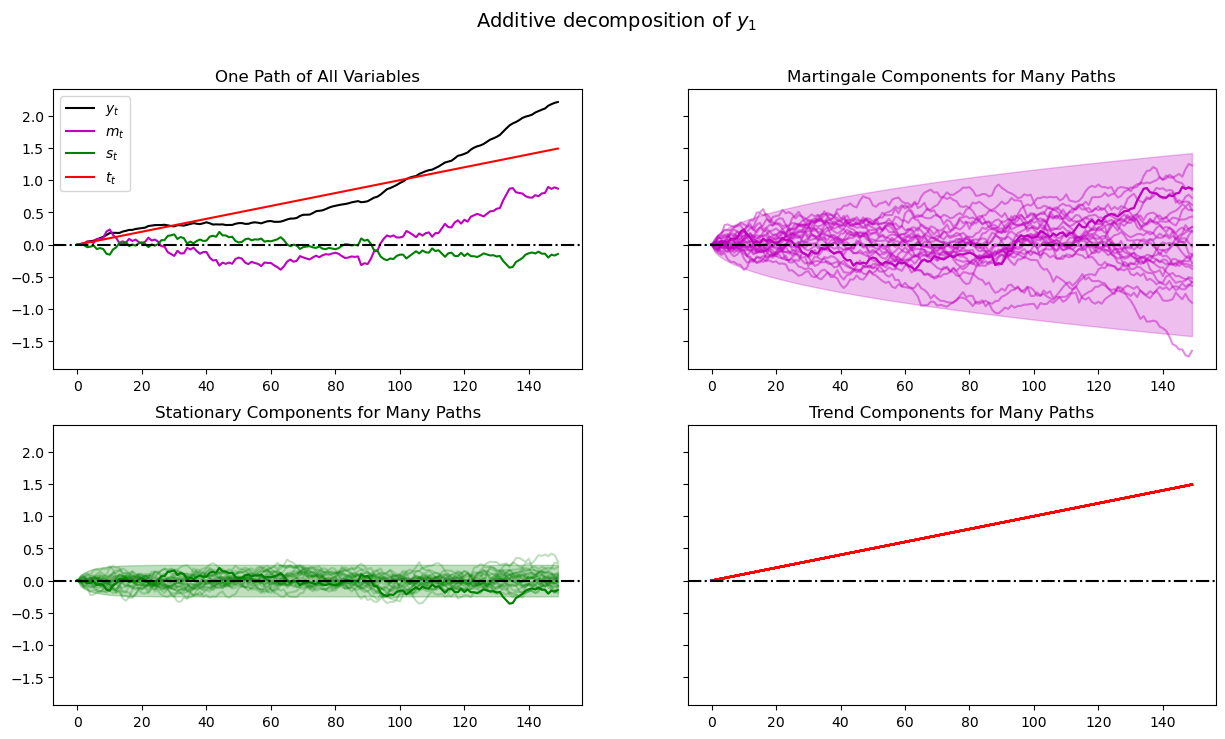 Additive decomposition of y₁
One Path of All Variables
yₜ
mₜ
sₜ
tₜ
2.0
1.5
1.0
0.5
0.0
−0.5
−1.0
−1.5
0 20 40 60 80 100 120 140
Martingale Components for Many Paths
0 20 40 60 80 100 120 140
Stationary Components for Many Paths
2.0
1.5
1.0
0.5
0.0
−0.5
−1.0
−1.5
0 20 40 60 80 100 120 140
Trend Components for Many Paths
0 20 40 60 80 100 120 140